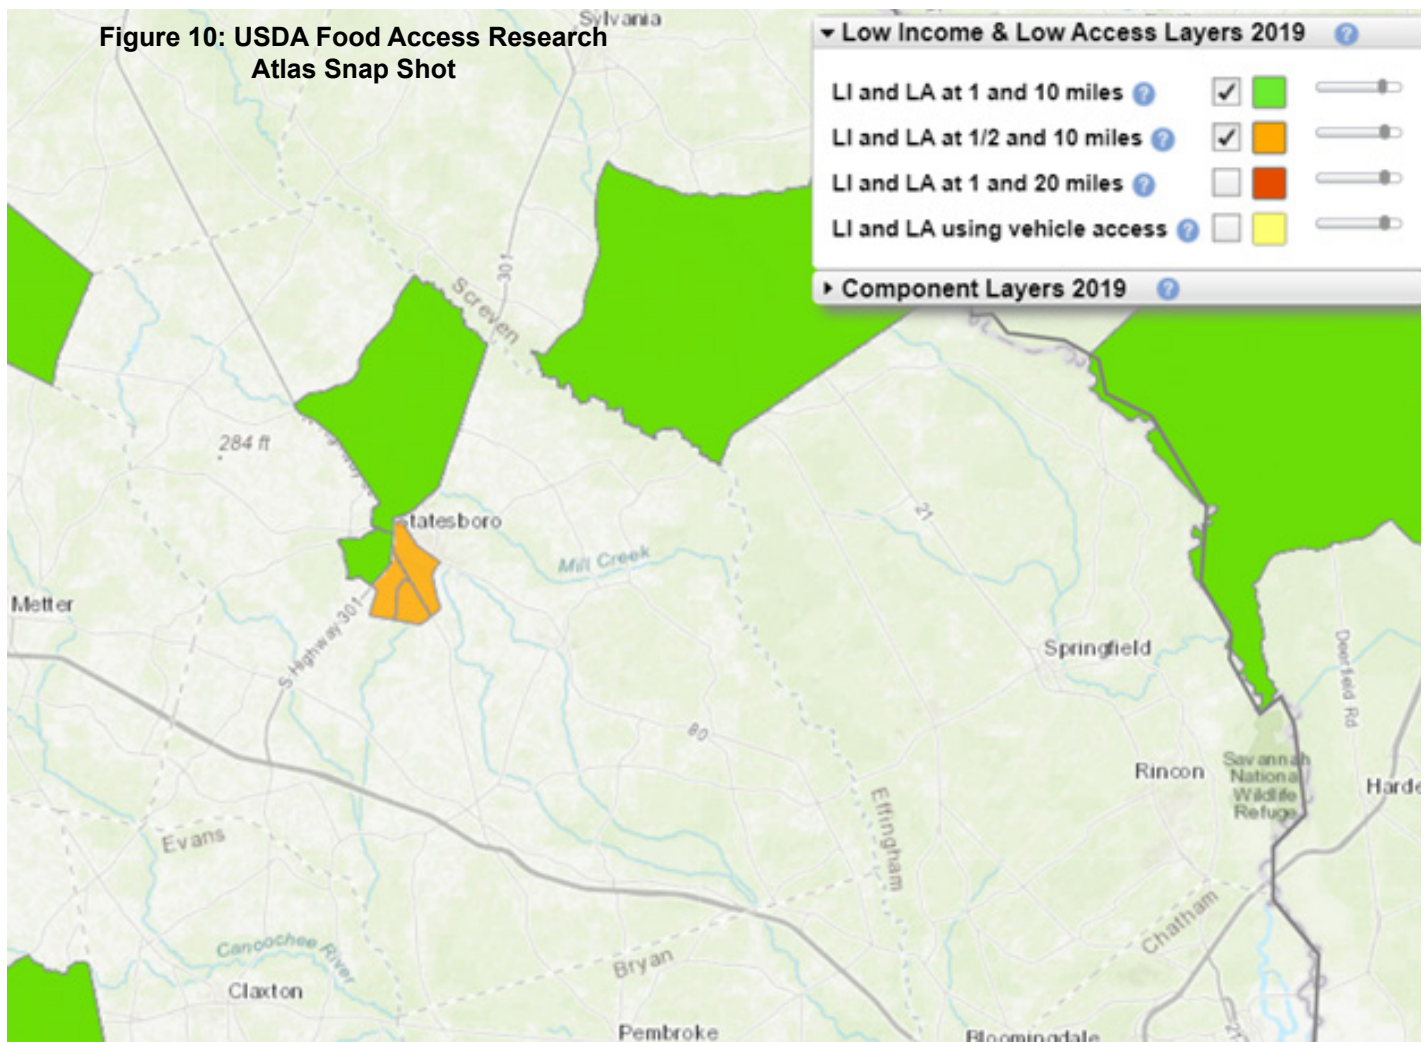 Figure 10: USDA Food Access Research
Atlas Snap Shot
Sylvania
Low Income & Low Access Layers 2019 ?
LI and LA at 1 and 10 miles ?
LI and LA at 1/2 and 10 miles ?
LI and LA at 1 and 20 miles ?
LI and LA using vehicle access ?
Component Layers 2019 ?
301
Screven
284 ft
Statesboro
21
Mill Creek
Metter
S Highway 301
Springfield
Deerfield Rd
80
Rincon
Savannah
National
Wildlife
Refuge
Harde
Evans
Effingham
Chatham
Canoochee River
Bryan
Claxton
Pembroke
Bloomingdale
21